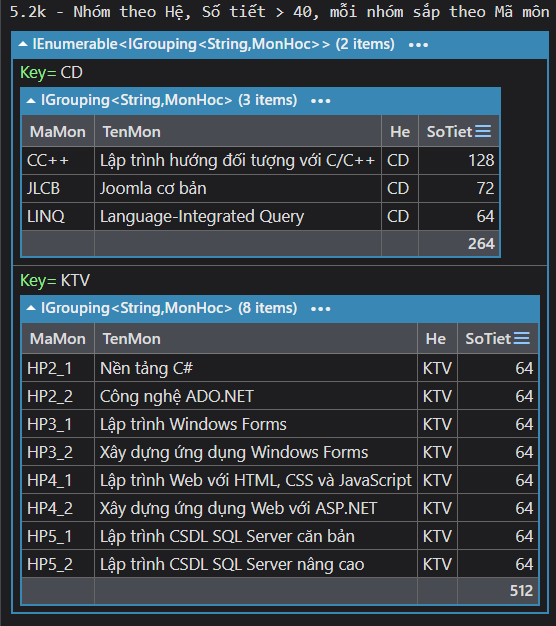 5.2k - Nhóm theo Hệ, Số tiết > 40, mỗi nhóm sắp theo Mã môn
IEnumerable<IGrouping<String,MonHoc>> (2 items) •••
Key= CD
IGrouping<String,MonHoc> (3 items) •••
MaMon TenMon He SoTiet
CC++ Lập trình hướng đối tượng với C/C++ CD 128
JLCB Joomla cơ bản CD 72
LINQ Language-Integrated Query CD 64
264
Key= KTV
IGrouping<String,MonHoc> (8 items) •••
MaMon TenMon He SoTiet
HP2_1 Nền tảng C# KTV 64
HP2_2 Công nghệ ADO.NET KTV 64
HP3_1 Lập trình Windows Forms KTV 64
HP3_2 Xây dựng ứng dụng Windows Forms KTV 64
HP4_1 Lập trình Web với HTML, CSS và JavaScript KTV 64
HP4_2 Xây dựng ứng dụng Web với ASP.NET KTV 64
HP5_1 Lập trình CSDL SQL Server căn bản KTV 64
HP5_2 Lập trình CSDL SQL Server nâng cao KTV 64
512